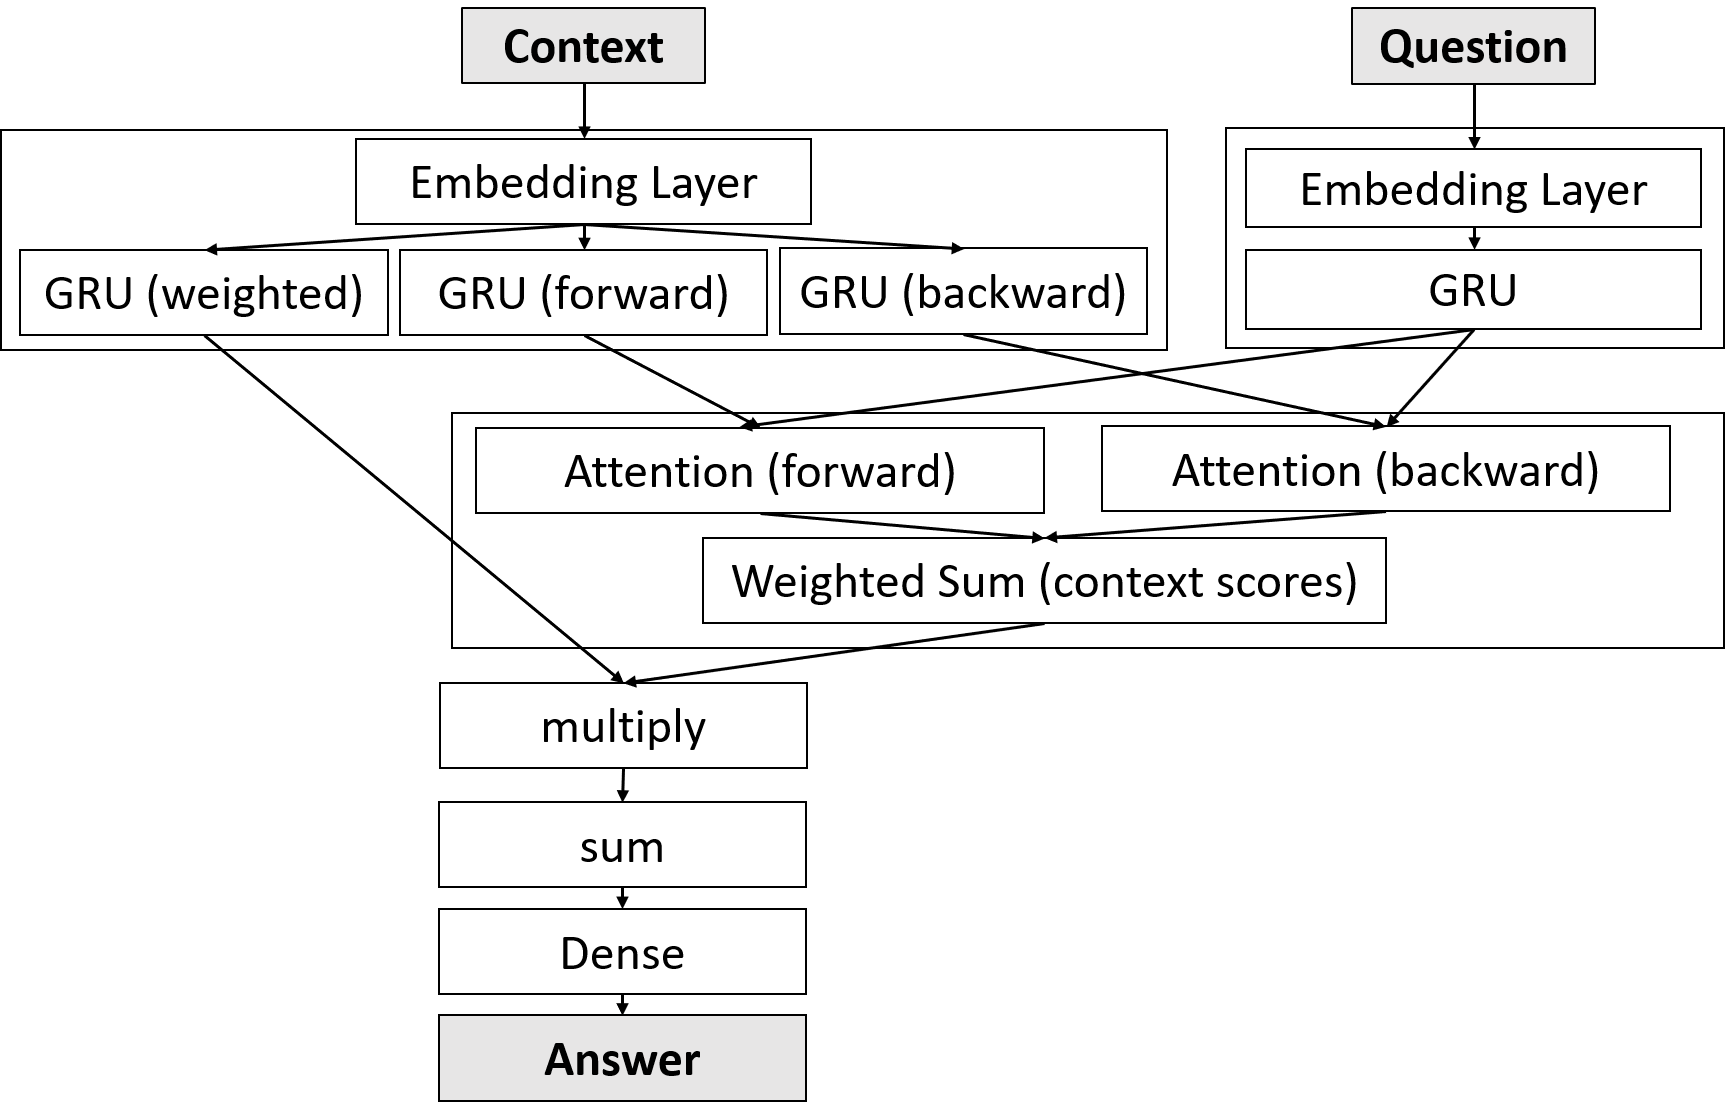 Context
Question
Embedding Layer
Embedding Layer
GRU (weighted)
GRU (forward)
GRU (backward)
GRU
Attention (forward)
Attention (backward)
Weighted Sum (context scores)
multiply
sum
Dense
Answer